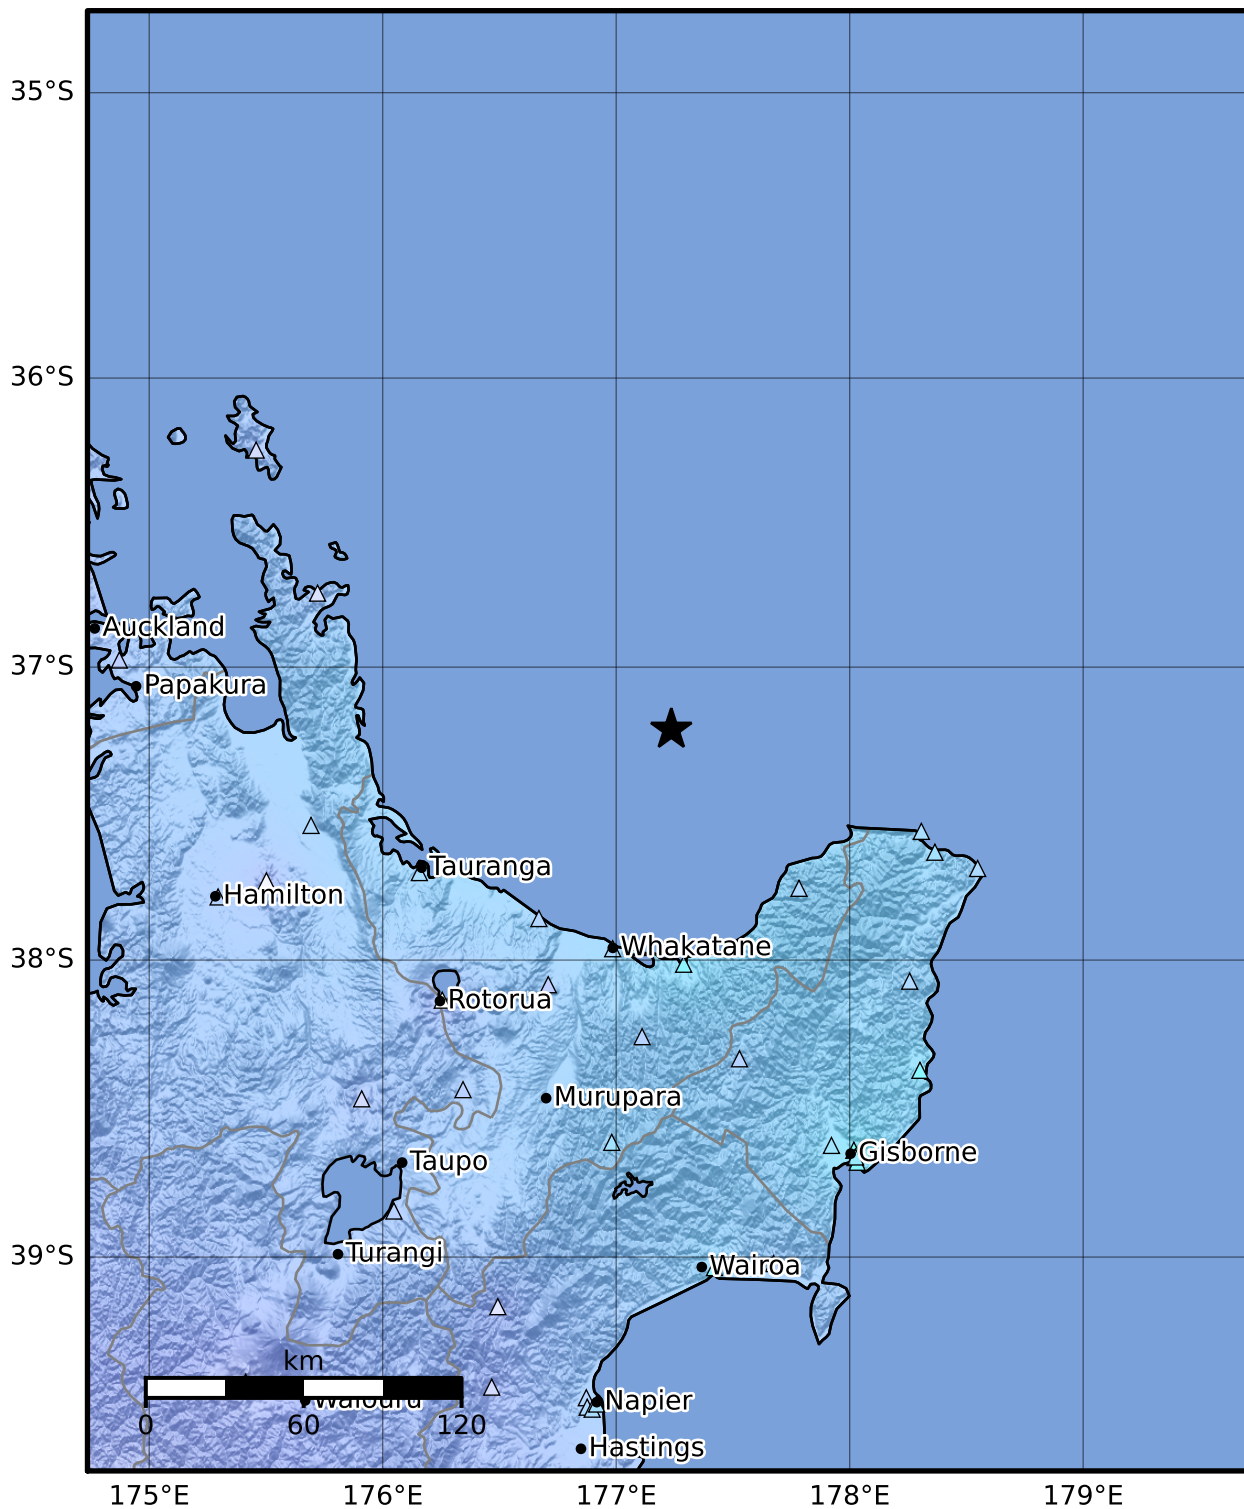 35°S
36°S
37°S
Auckland
Papakura
Tauranga
Hamilton
Whakatane
38°S
Rotorua
Murupara
Gisborne
Taupo
39°S
Turangi
Wairoa
km
Waiouru
Napier
0
60
120
Hastings
175°E
176°E
177°E
178°E
179°E